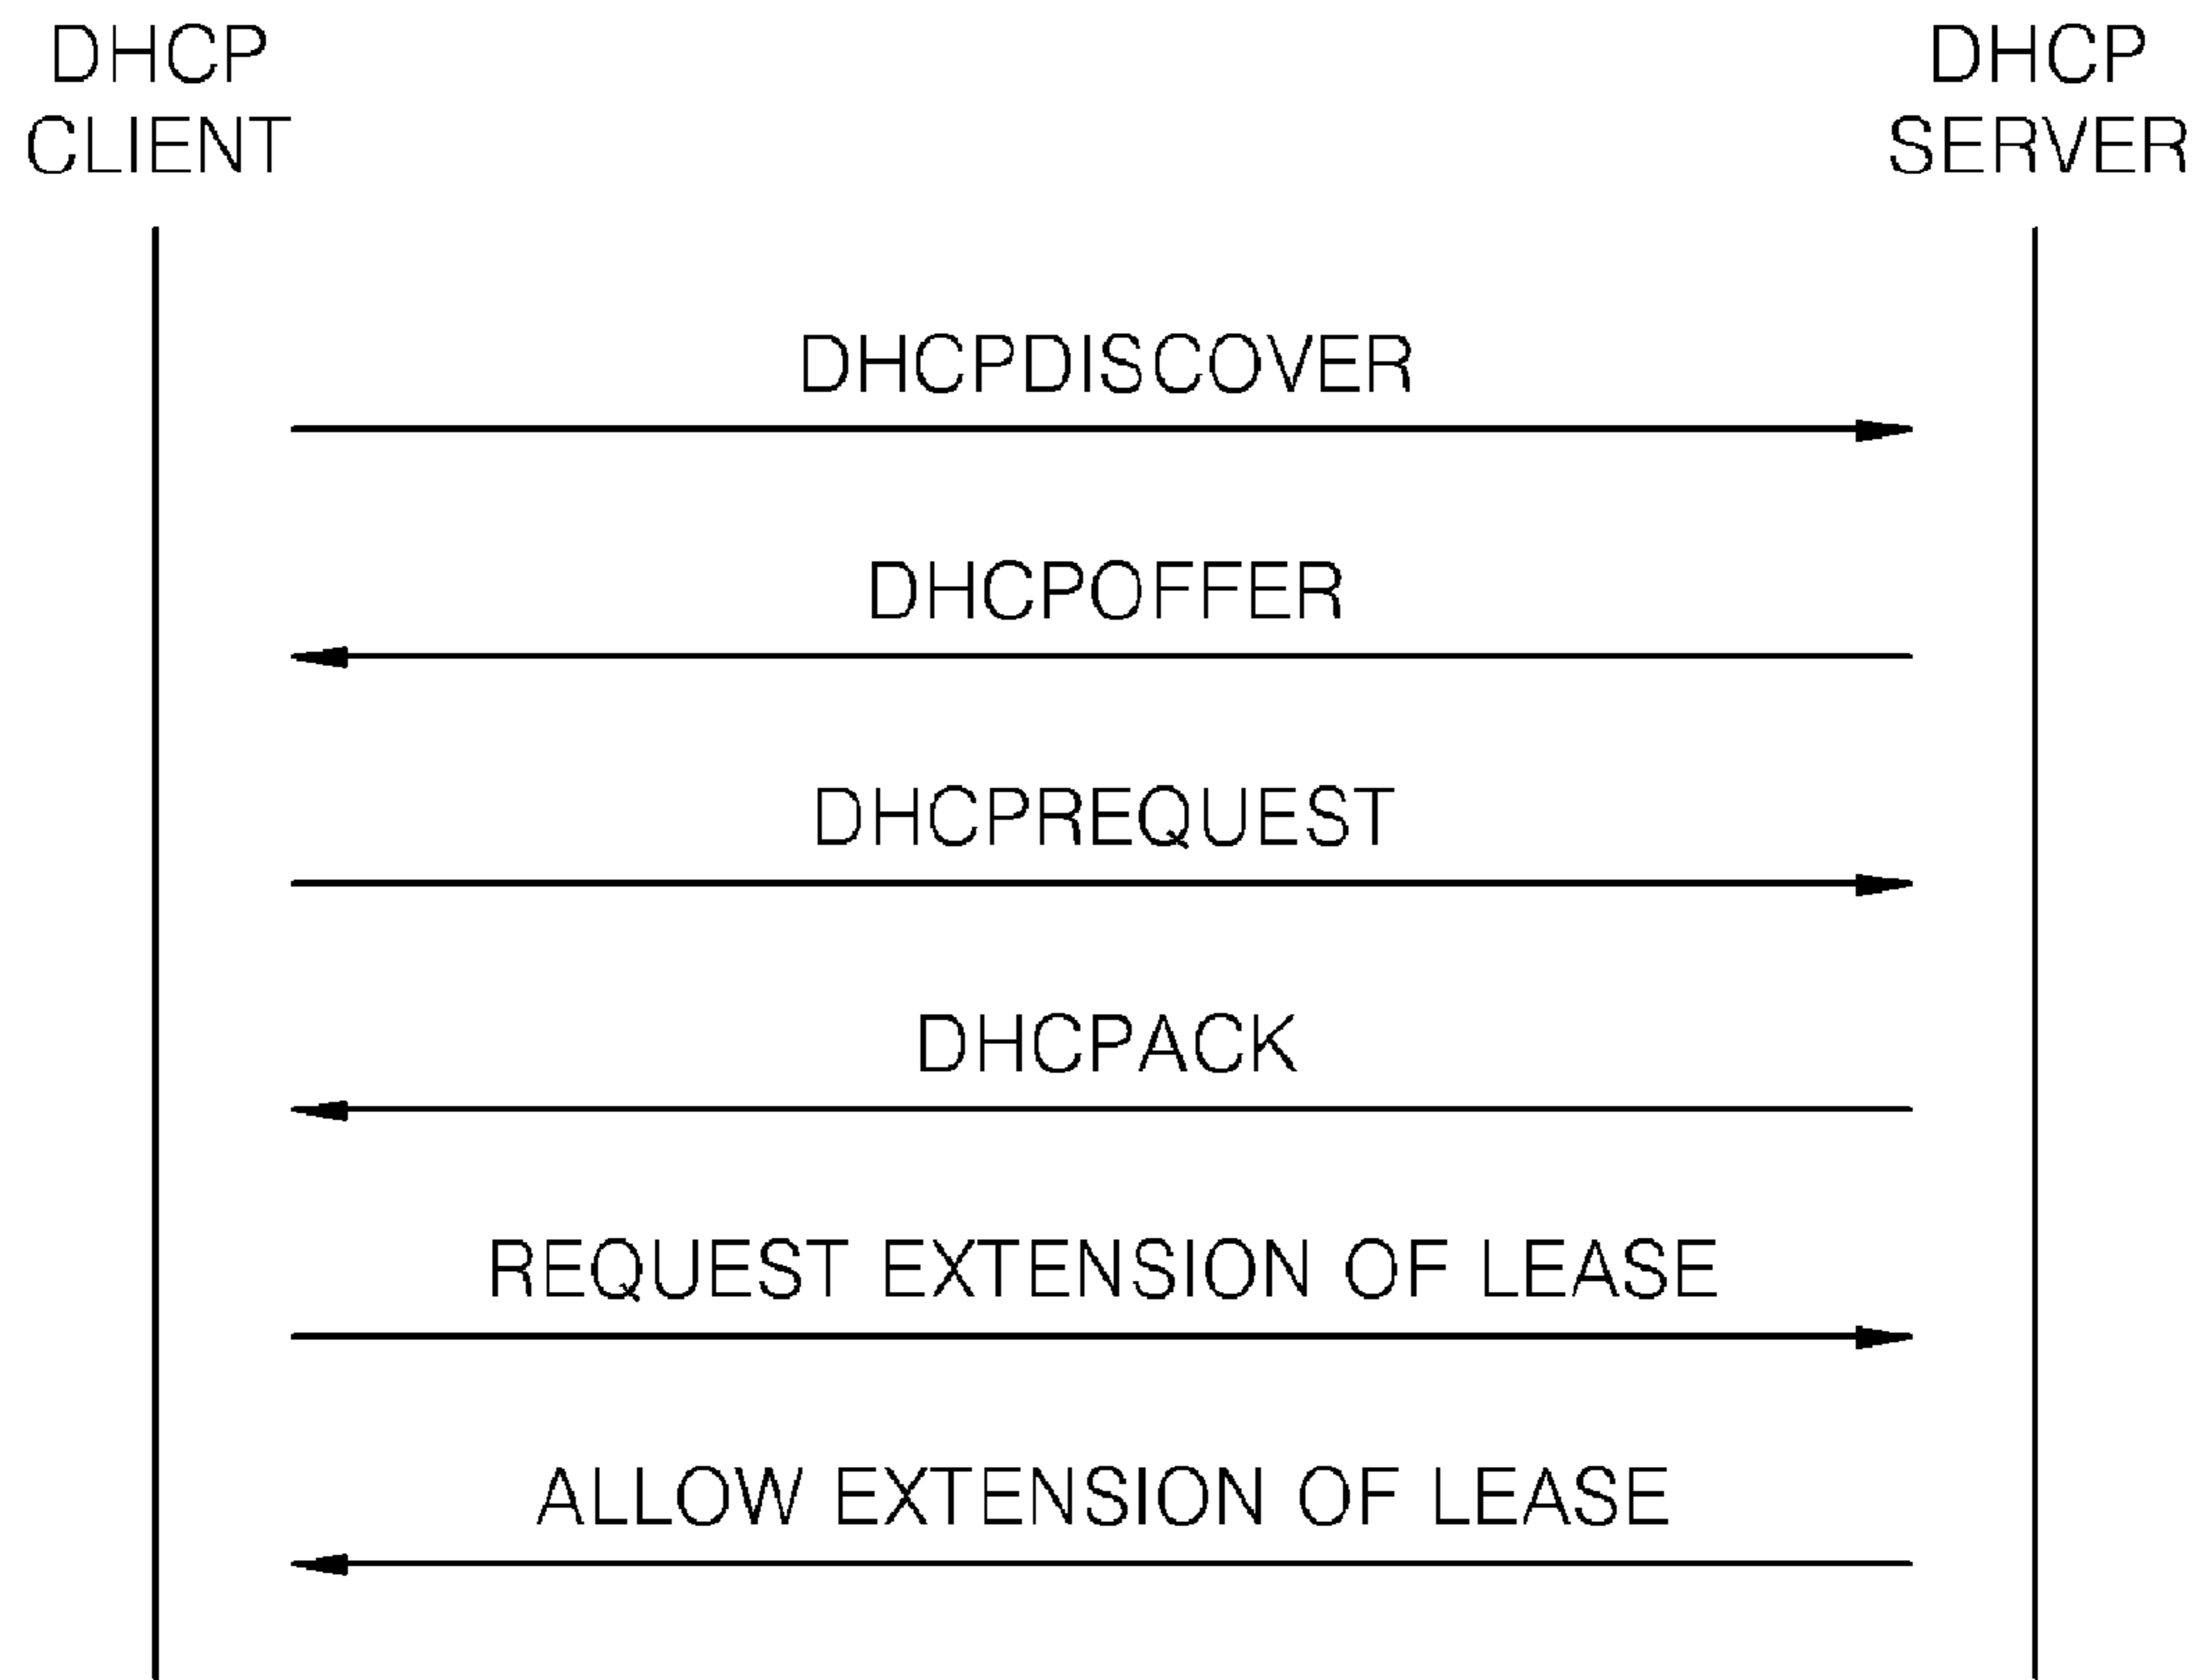 DHCP
CLIENT
DHCP
SERVER
DHCPDISCOVER
DHCPOFFER
DHCPREQUEST
DHCPACK
REQUEST EXTENSION OF LEASE
ALLOW EXTENSION OF LEASE